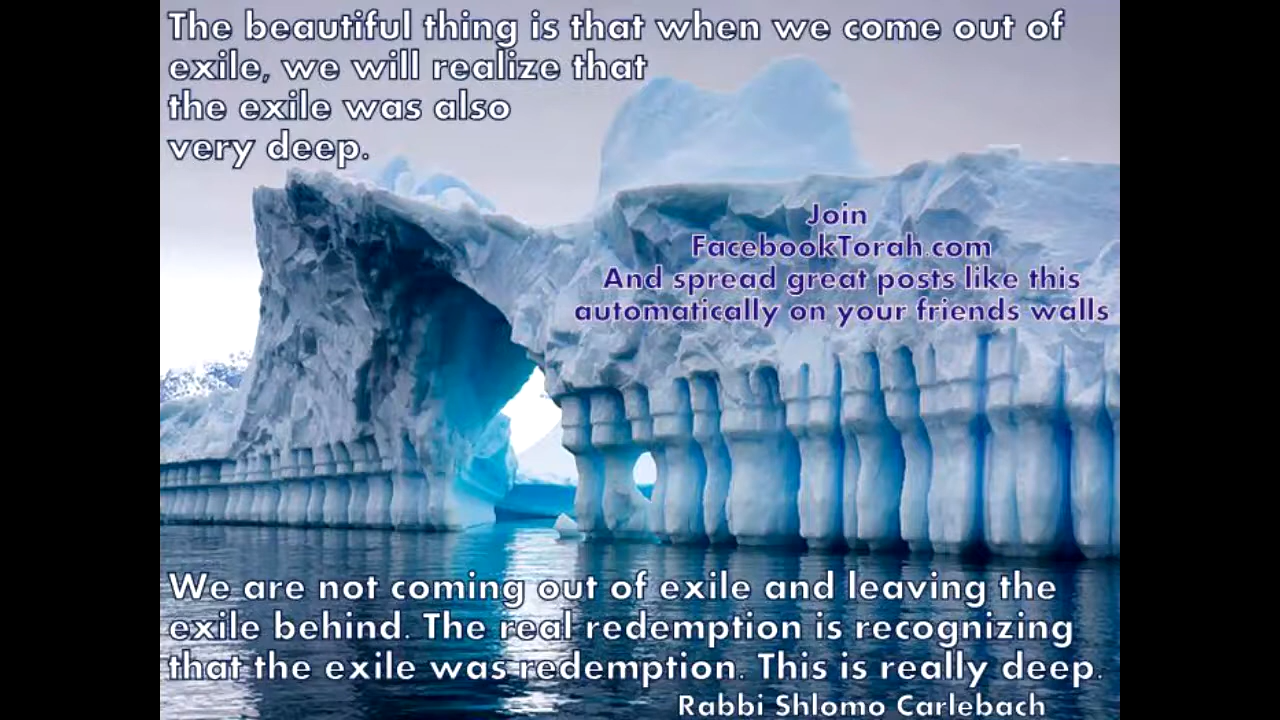 The beautiful thing is that when we come out of
exile, we will realize that
the exile was also
very deep.
Join
FacebookTorah.com
And spread great posts like this
automatically on your friends walls
We are not coming out of exile and leaving the
exile behind. The real redemption is recognizing
that the exile was redemption. This is really deep.
Rabbi Shlomo Carlebach